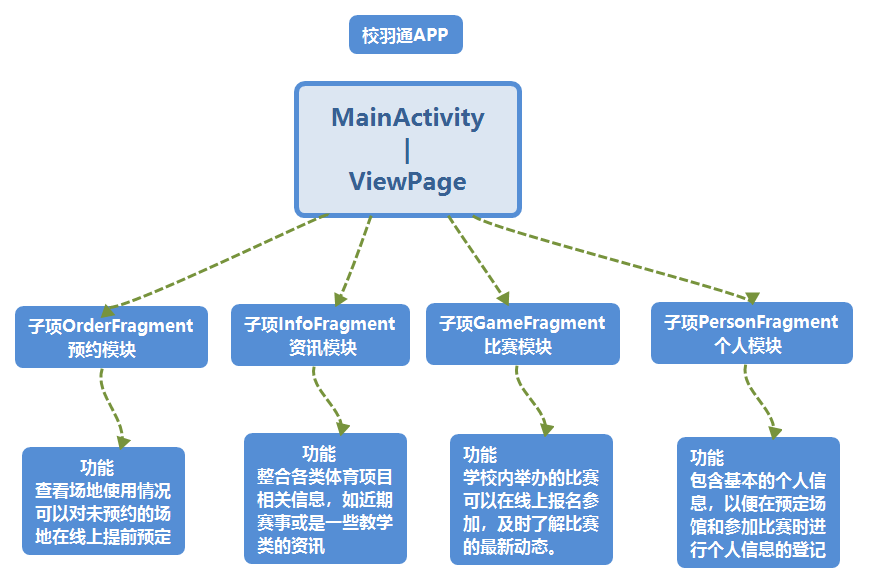 校羽通APP
MainActivity
|
ViewPage
子项OrderFragment
预约模块
子项InfoFragment
资讯模块
子项GameFragment
比赛模块
子项PersonFragment
个人模块
功能
查看场地使用情况
可以对未预约的场
地在线上提前预定
功能
整合各类体育项目
相关信息，如近期
赛事或是一些教学
类的资讯
功能
学校内举办的比赛
可以在线上报名参
加，及时了解比赛
的最新动态。
功能
包含基本的个人信
息，以便在预定场
馆和参加比赛时进
行个人信息的登记